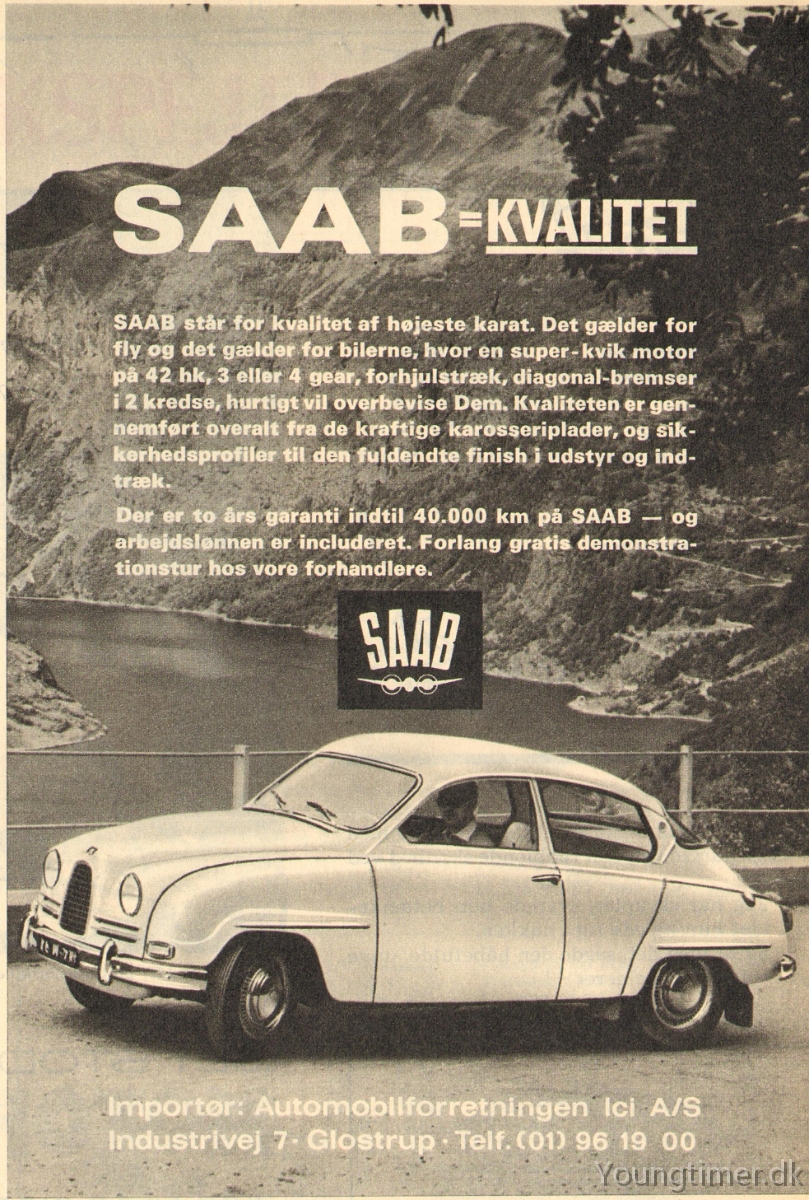 SAAB=KVALITET
SAAB står for kvalitet af højeste karat. Det gælder for
fly og det gælder for bilerne, hvor en super-kvik motor
på 42 hk, 3 eller 4 gear, forhjulstræk, diagonal-bremser
i 2 kredse, hurtigt vil overbevise Dem. Kvaliteten er gen-
nemført overalt fra de kraftige karosseriplader, og sik-
kerhedsprofiler til den fuldendte finish i udstyr og ind-
træk.
Der er to års garanti indtil 40.000 km på SAAB — og
arbejdslønnen er includeret. Forlang gratis demonstra-
tionstur hos vore forhandlere.
SAAB
Importør: Automobilforretningen Ici A/S
Industrivej 7 · Glostrup · Telf. (01) 96 19 00
Youngtimer.dk